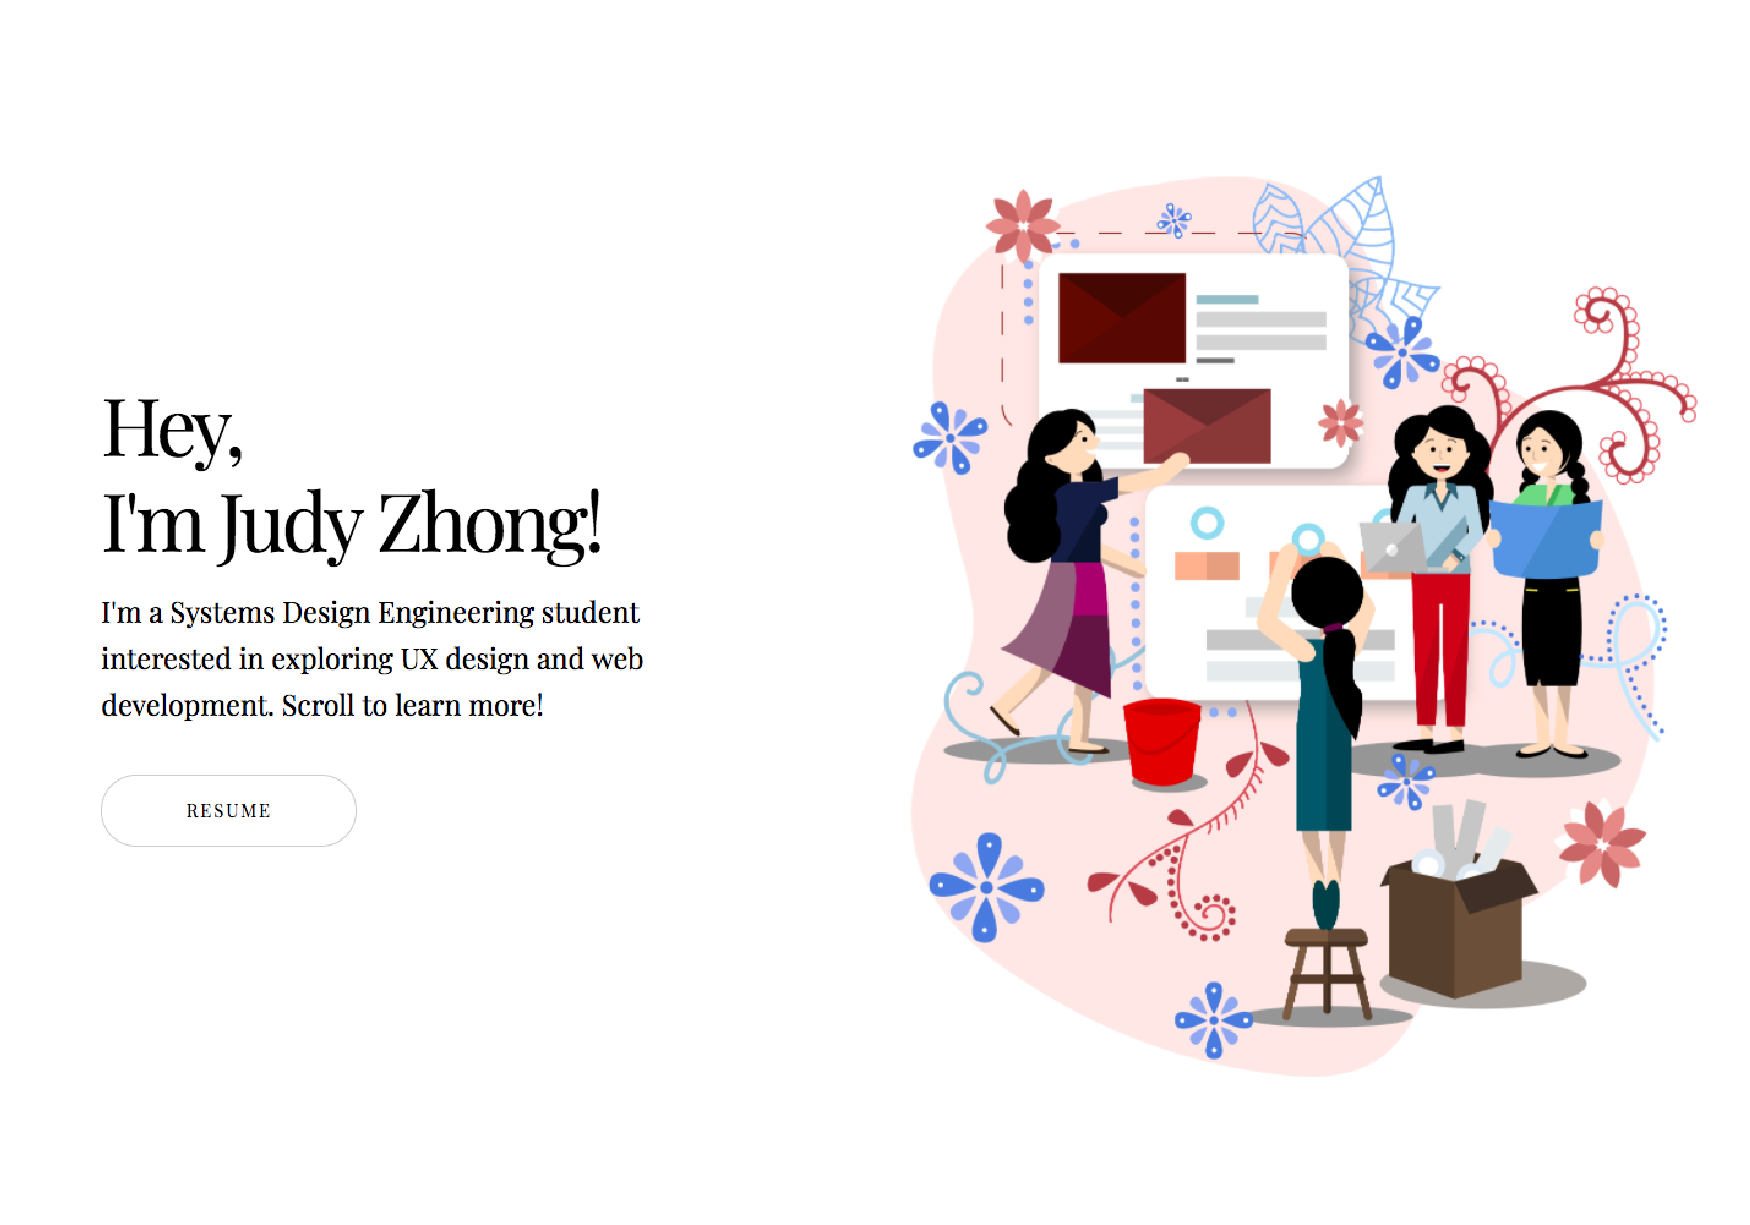 Hey,
I'm Judy Zhong!
I'm a Systems Design Engineering student
interested in exploring UX design and web
development. Scroll to learn more!
RESUME